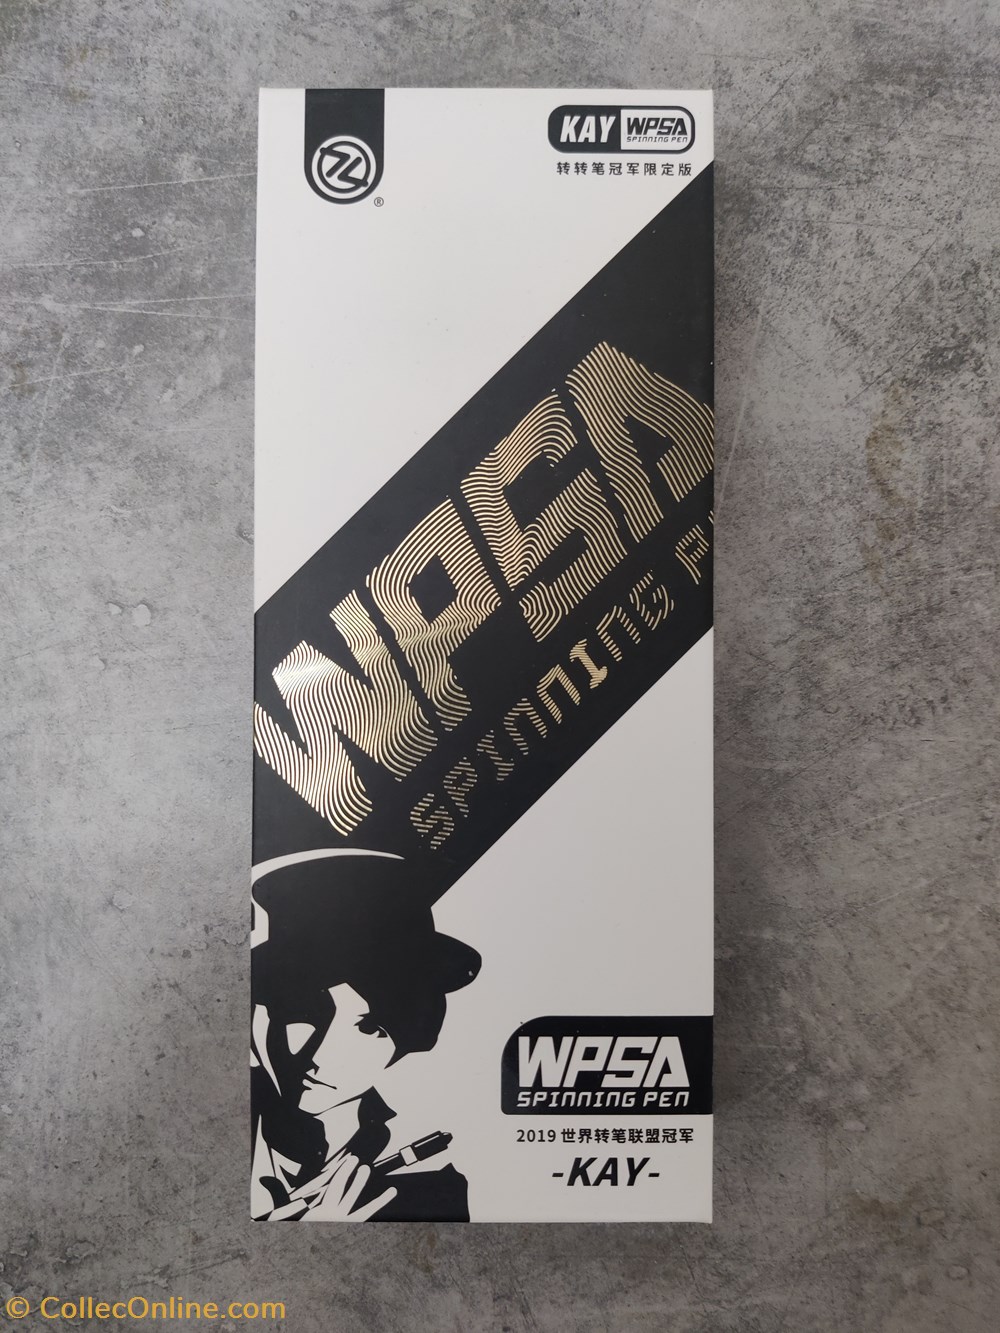 KAY WPSA
SPINNING PEN
转转笔冠军限定版
®
WPSA
SPINNING P
WPSA
SPINNING PEN
2019 世界转笔联盟冠军
-KAY-
© CollecOnline.com